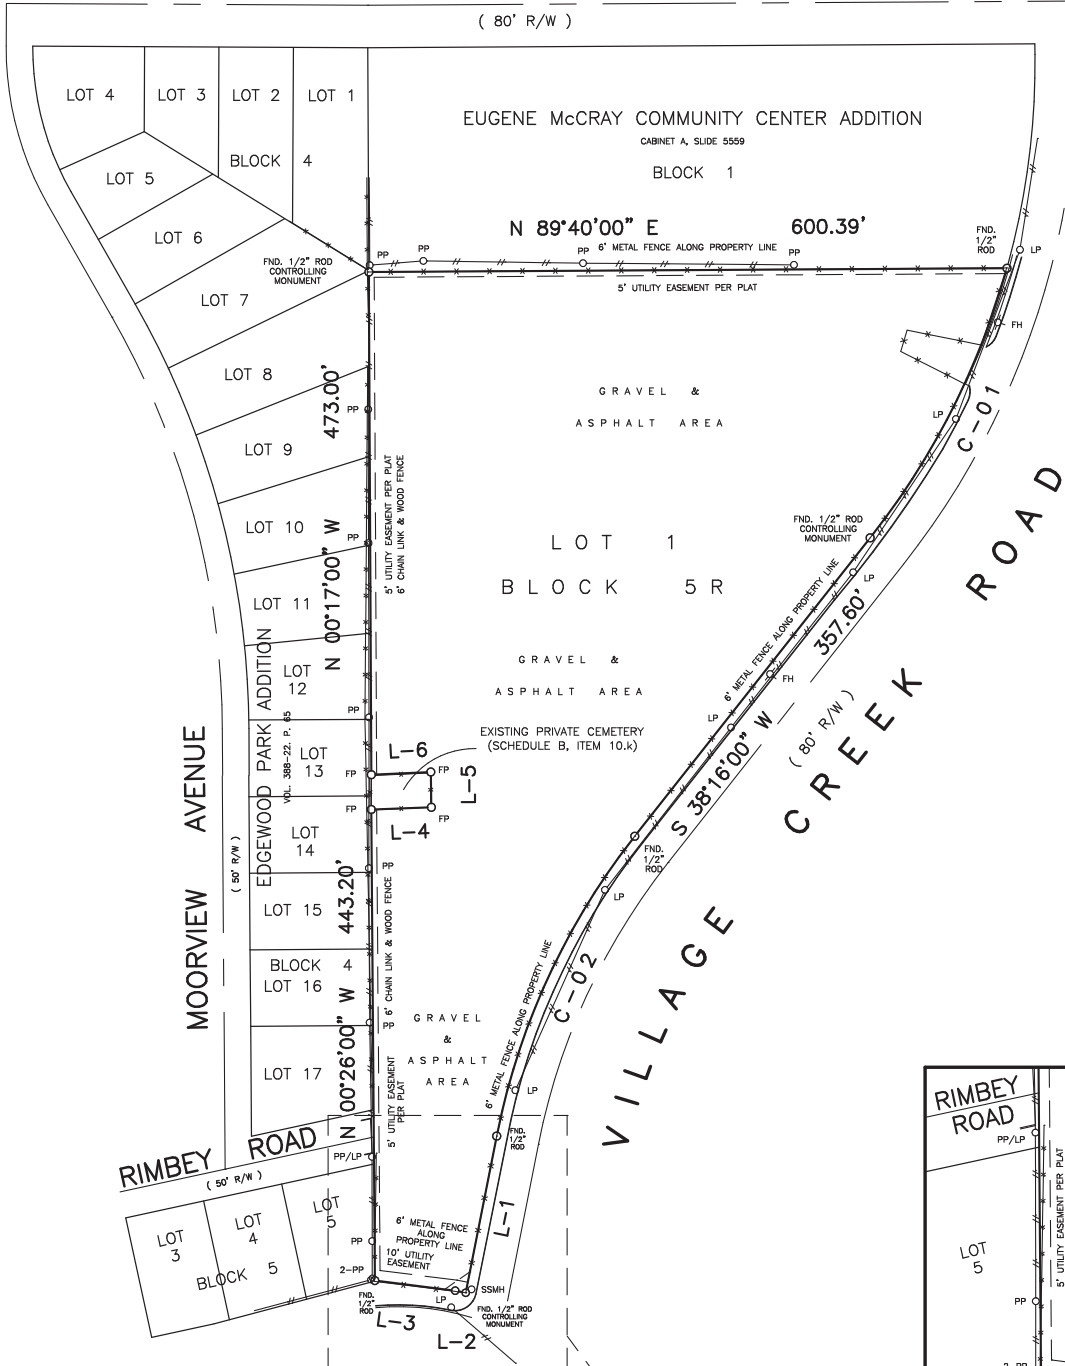 ( 80' R/W )
LOT 4
LOT 3
LOT 2
LOT 1
BLOCK 4
EUGENE McCRAY COMMUNITY CENTER ADDITION
CABINET A, SLIDE 5559
BLOCK 1
LOT 5
LOT 6
N 89°40'00" E 600.39'
6' METAL FENCE ALONG PROPERTY LINE
PP
PP
PP
PP
FND.
1/2"
ROD
LP
FND. 1/2" ROD
CONTROLLING
MONUMENT
5' UTILITY EASEMENT PER PLAT
LOT 7
FH
LOT 8
473.00'
PP
GRAVEL &
ASPHALT AREA
LP
C-01
LOT 9
5' UTILITY EASEMENT PER PLAT
6' CHAIN LINK & WOOD FENCE
LOT 10
PP
N 00°17'00" W
FND. 1/2" ROD
CONTROLLING
MONUMENT
LOT 1
BLOCK 5R
LP
LOT 11
6' METAL FENCE ALONG PROPERTY LINE
357.60'
LOT
12
GRAVEL &
ASPHALT AREA
FH
PP
LP
S 38°16'00" W
( 80' R/W )
VILLAGE CREEK ROAD
EXISTING PRIVATE CEMETERY
(SCHEDULE B, ITEM 10.k)
EDGEWOOD PARK ADDITION
VOL. 388-22. P. 65
MOORVIEW AVENUE
( 50' R/W )
LOT
13
FP
L-6
FP
L-5
FP
L-4
FP
LOT
14
PP
FND.
1/2"
ROD
LP
443.20'
LOT 15
6' CHAIN LINK & WOOD FENCE
BLOCK 4
LOT 16
PP
6' METAL FENCE ALONG PROPERTY LINE
C-02
N 00°26'00" W
GRAVEL
&
ASPHALT
AREA
LOT 17
LP
5' UTILITY EASEMENT
PER PLAT
FND.
1/2"
ROD
RIMBEY ROAD
( 50' R/W )
PP/LP
LOT
3
LOT
4
LOT
5
BLOCK 5
PP
6' METAL FENCE
ALONG
PROPERTY LINE
10' UTILITY
EASEMENT
L-1
2-PP
SSMH
FND.
1/2"
ROD
LP
FND. 1/2" ROD
CONTROLLING
MONUMENT
L-3
L-2
RIMBEY
ROAD
PP/LP
5' UTILITY EASEMENT PER PLAT
LOT
5
PP
2-PP